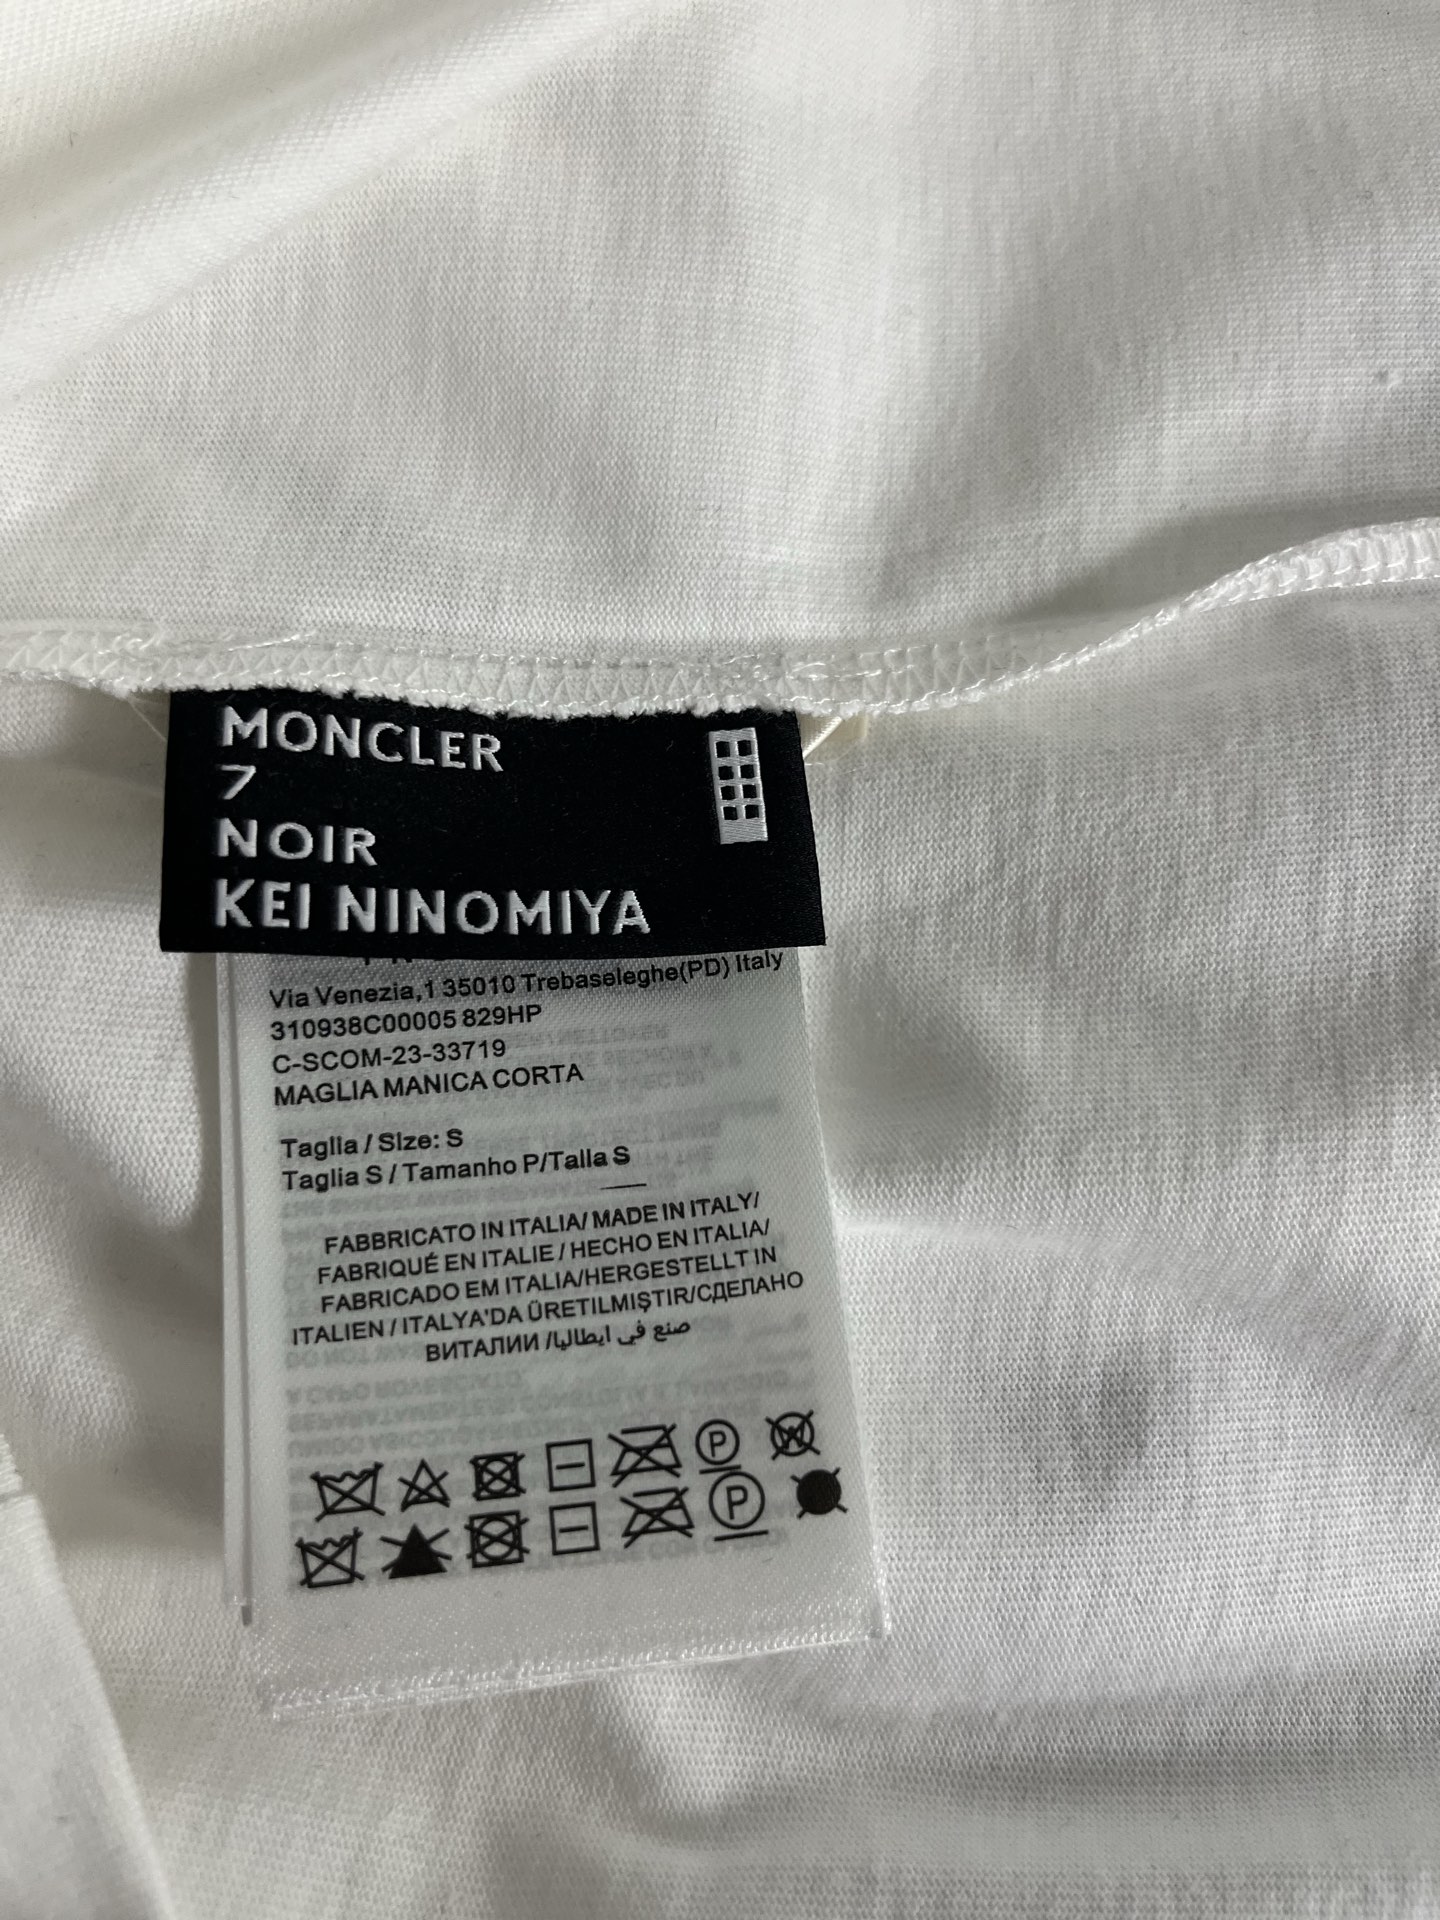 MONCLER
7
NOIR
KEI NINOMIYA
Via Venezia,1 35010 Trebaseleghe(PD) Italy
310938C00005 829HP
C-SCOM-23-33719
MAGLIA MANICA CORTA
Taglia / Size: S
Taglia S / Tamanho P/Talla S
FABBRICATO IN ITALIA/ MADE IN ITALY/
FABRIQUÉ EN ITALIE / HECHO EN ITALIA/
FABRICADO EM ITALIA/HERGESTELLT IN
ITALIEN / ITALYA'DA ÜRETILMIŞTIR/СДЕЛАНО
ВИТАЛИИ /صنع في ايطاليا
P
W
P